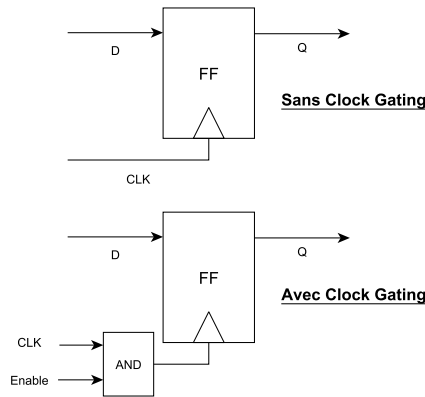 D
Q
FF
Sans Clock Gating
CLK
D
Q
FF
Avec Clock Gating
CLK
AND
Enable